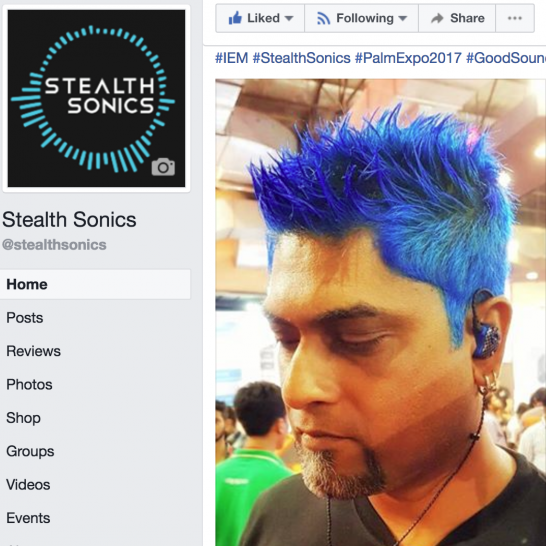 STEALTH
SONICS
Stealth Sonics
@stealthsonics
Home
Posts
Reviews
Photos
Shop
Groups
Videos
Events
Liked
Following
Share
#IEM #StealthSonics #PalmExpo2017